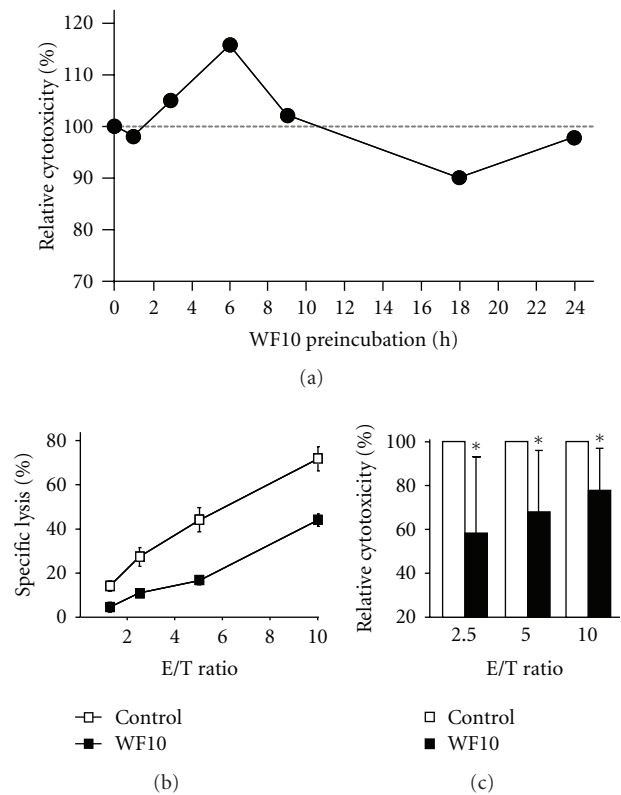 120
110
100
90
80
70
Relative cytotoxicity (%)
0 2 4 6 8 10 12 14 16 18 20 22 24
WF10 preincubation (h)
(a)
80
60
40
20
0
Specific lysis (%)
2 4 6 8 10
E/T ratio
Control
WF10
(b)
100
80
60
40
20
Relative cytotoxicity (%)
* * *
2.5 5 10
E/T ratio
Control
WF10
(c)